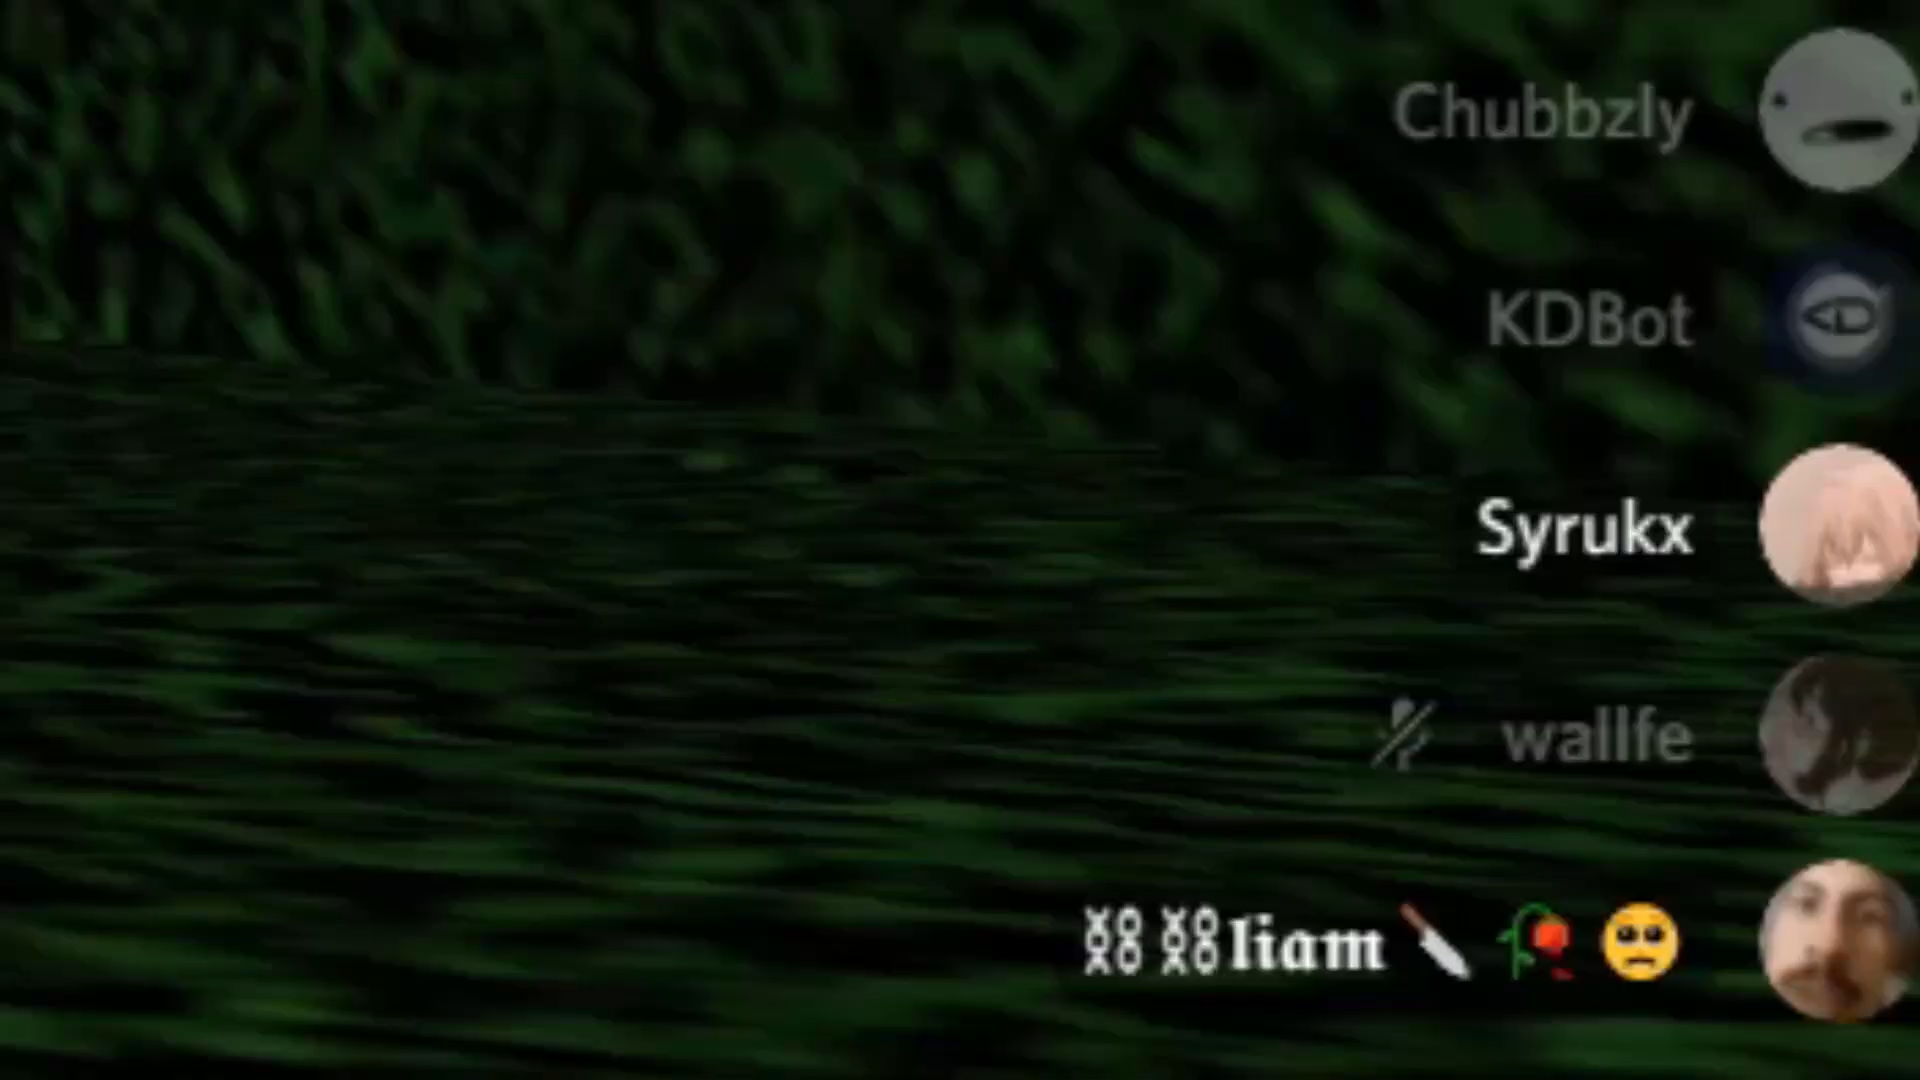 Chubbzly
KDBot
Syrukx
wallfe
⛓⛓𝖑𝖎𝖆𝖒🔪🥀🥺